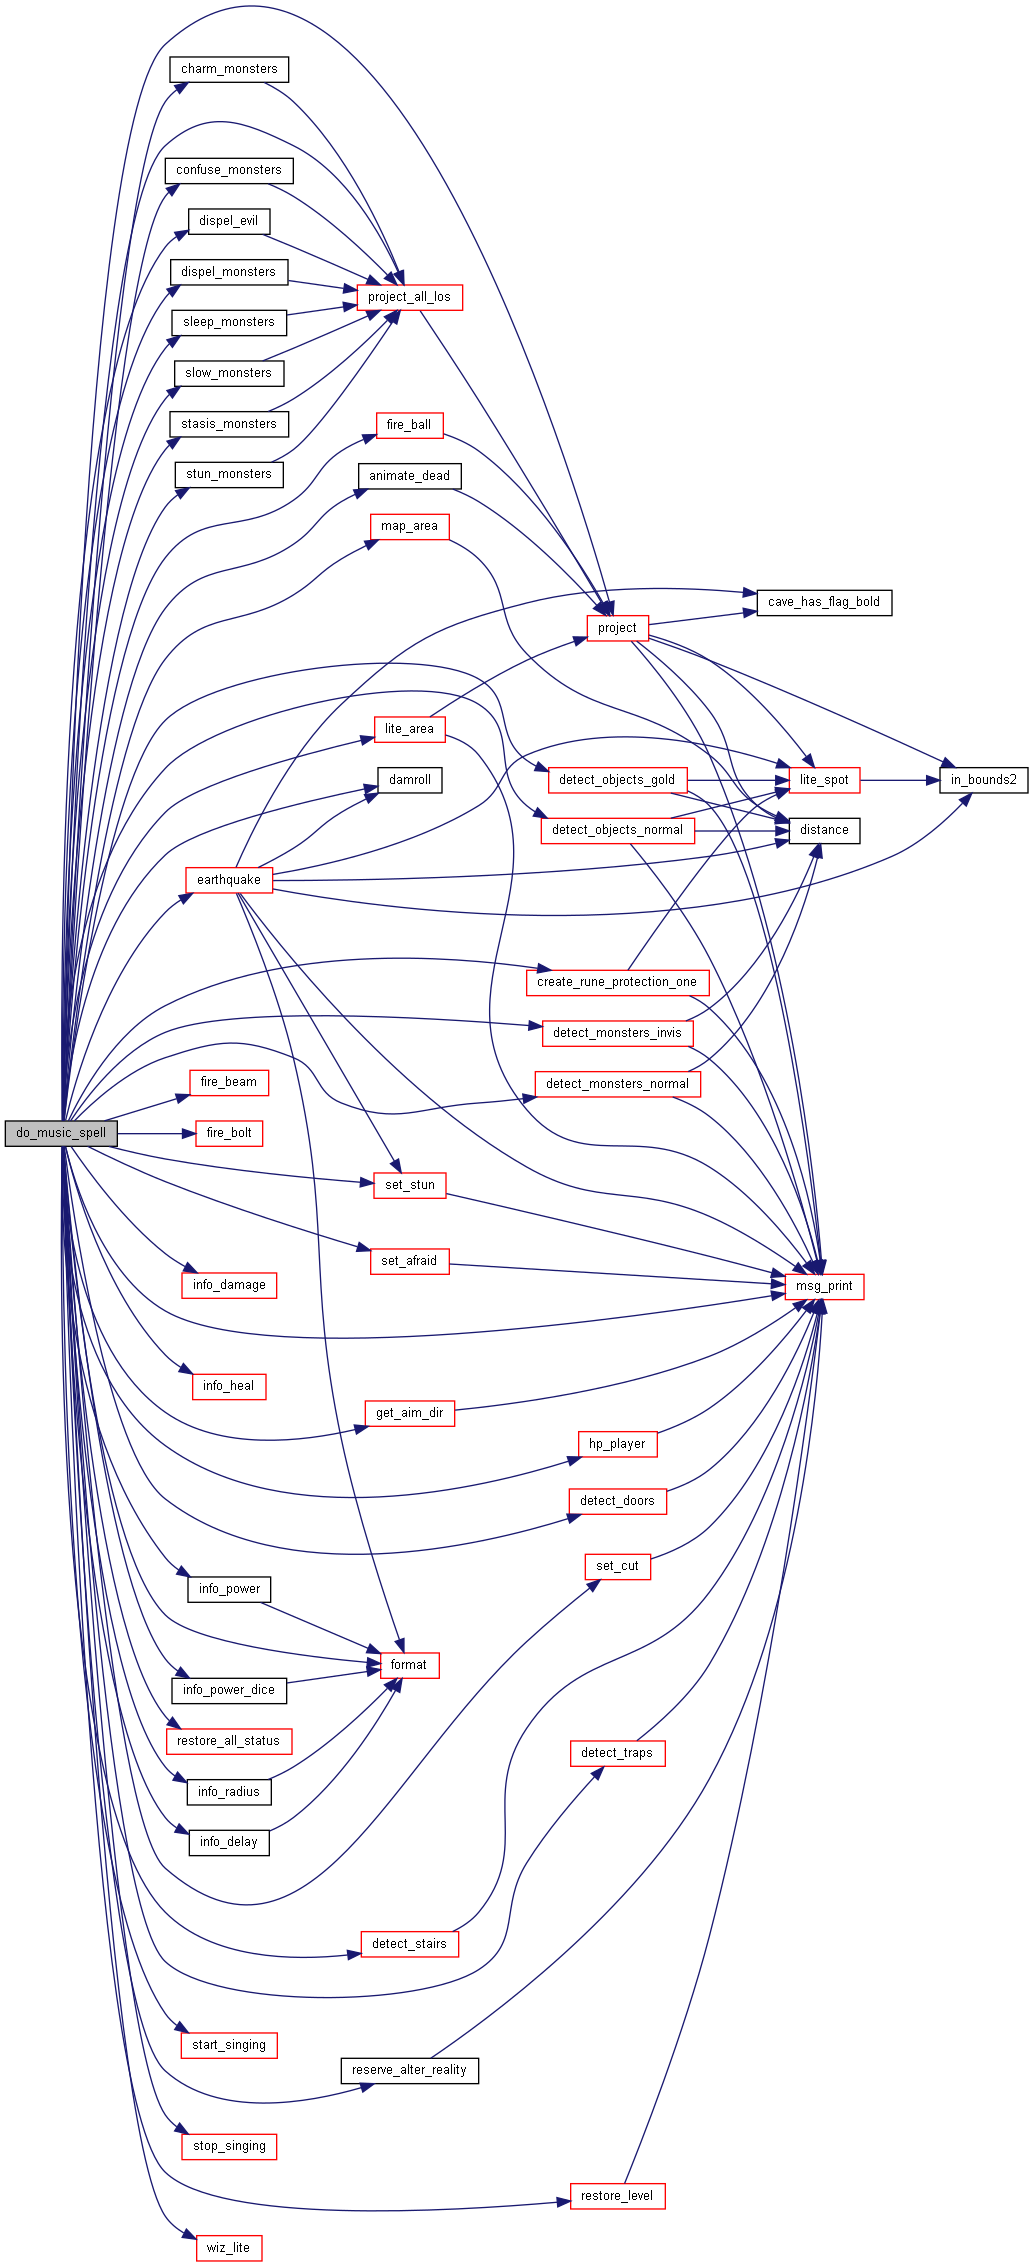 charm_monsters
confuse_monsters
dispel_evil
dispel_monsters
project_all_los
sleep_monsters
slow_monsters
stasis_monsters
fire_ball
stun_monsters
animate_dead
map_area
cave_has_flag_bold
project
lite_area
damroll
detect_objects_gold
lite_spot
in_bounds2
detect_objects_normal
distance
earthquake
create_rune_protection_one
detect_monsters_invis
fire_beam
detect_monsters_normal
do_music_spell
fire_bolt
set_stun
set_afraid
info_damage
msg_print
info_heal
get_aim_dir
hp_player
detect_doors
set_cut
info_power
format
info_power_dice
restore_all_status
detect_traps
info_radius
info_delay
detect_stairs
start_singing
reserve_alter_reality
stop_singing
restore_level
wiz_lite